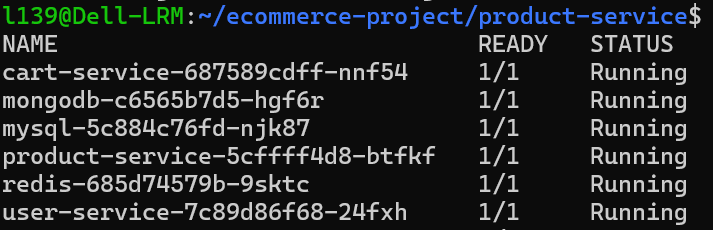 l139@Dell-LRM:~/ecommerce-project/product-service$
NAME READY STATUS
cart-service-687589cdff-nnf54 1/1 Running
mongodb-c6565b7d5-hgf6r 1/1 Running
mysql-5c884c76fd-njk87 1/1 Running
product-service-5cffff4d8-btfkf 1/1 Running
redis-685d74579b-9sktc 1/1 Running
user-service-7c89d86f68-24fxh 1/1 Running